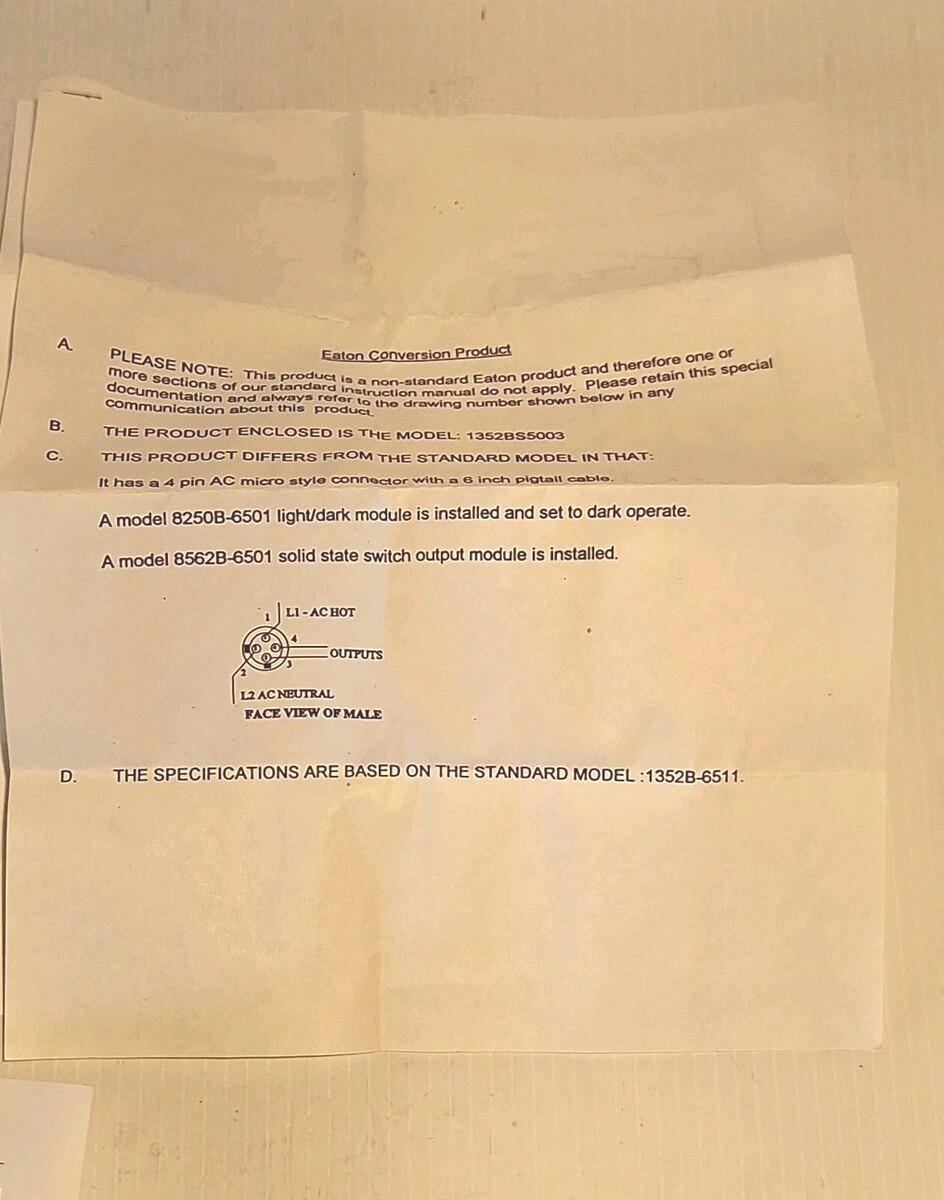 Eaton Conversion Product
A. PLEASE NOTE: This product is a non-standard Eaton product and therefore one or
more sections of our standard instruction manual do not apply. Please retain this special
documentation and always refer to the drawing number shown below in any
communication about this product.
B. THE PRODUCT ENCLOSED IS THE MODEL: 1352BS5003
C. THIS PRODUCT DIFFERS FROM THE STANDARD MODEL IN THAT:
It has a 4 pin AC micro style connector with a 6 inch pigtail cable.
A model 8250B-6501 light/dark module is installed and set to dark operate.
A model 8562B-6501 solid state switch output module is installed.
1 L1 - AC HOT
4
OUTPUTS
3
2
L2 AC NEUTRAL
FACE VIEW OF MALE
D. THE SPECIFICATIONS ARE BASED ON THE STANDARD MODEL :1352B-6511.